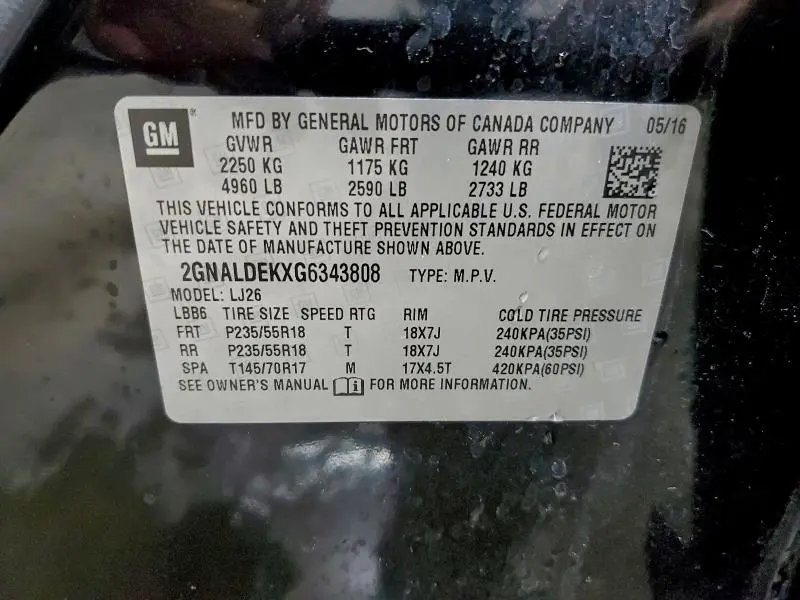 GM MFD BY GENERAL MOTORS OF CANADA COMPANY 05/16
GVWR GAWR FRT GAWR RR
2250 KG 1175 KG 1240 KG
4960 LB 2590 LB 2733 LB
THIS VEHICLE CONFORMS TO ALL APPLICABLE U.S. FEDERAL MOTOR
VEHICLE SAFETY AND THEFT PREVENTION STANDARDS IN EFFECT ON
THE DATE OF MANUFACTURE SHOWN ABOVE.
2GNALDEKXG6343808 TYPE: M.P.V.
MODEL: LJ26
LBB6 TIRE SIZE SPEED RTG RIM COLD TIRE PRESSURE
FRT P235/55R18 T 18X7J 240KPA(35PSI)
RR P235/55R18 T 18X7J 240KPA(35PSI)
SPA T145/70R17 M 17X4.5T 420KPA(60PSI)
SEE OWNER'S MANUAL FOR MORE INFORMATION.